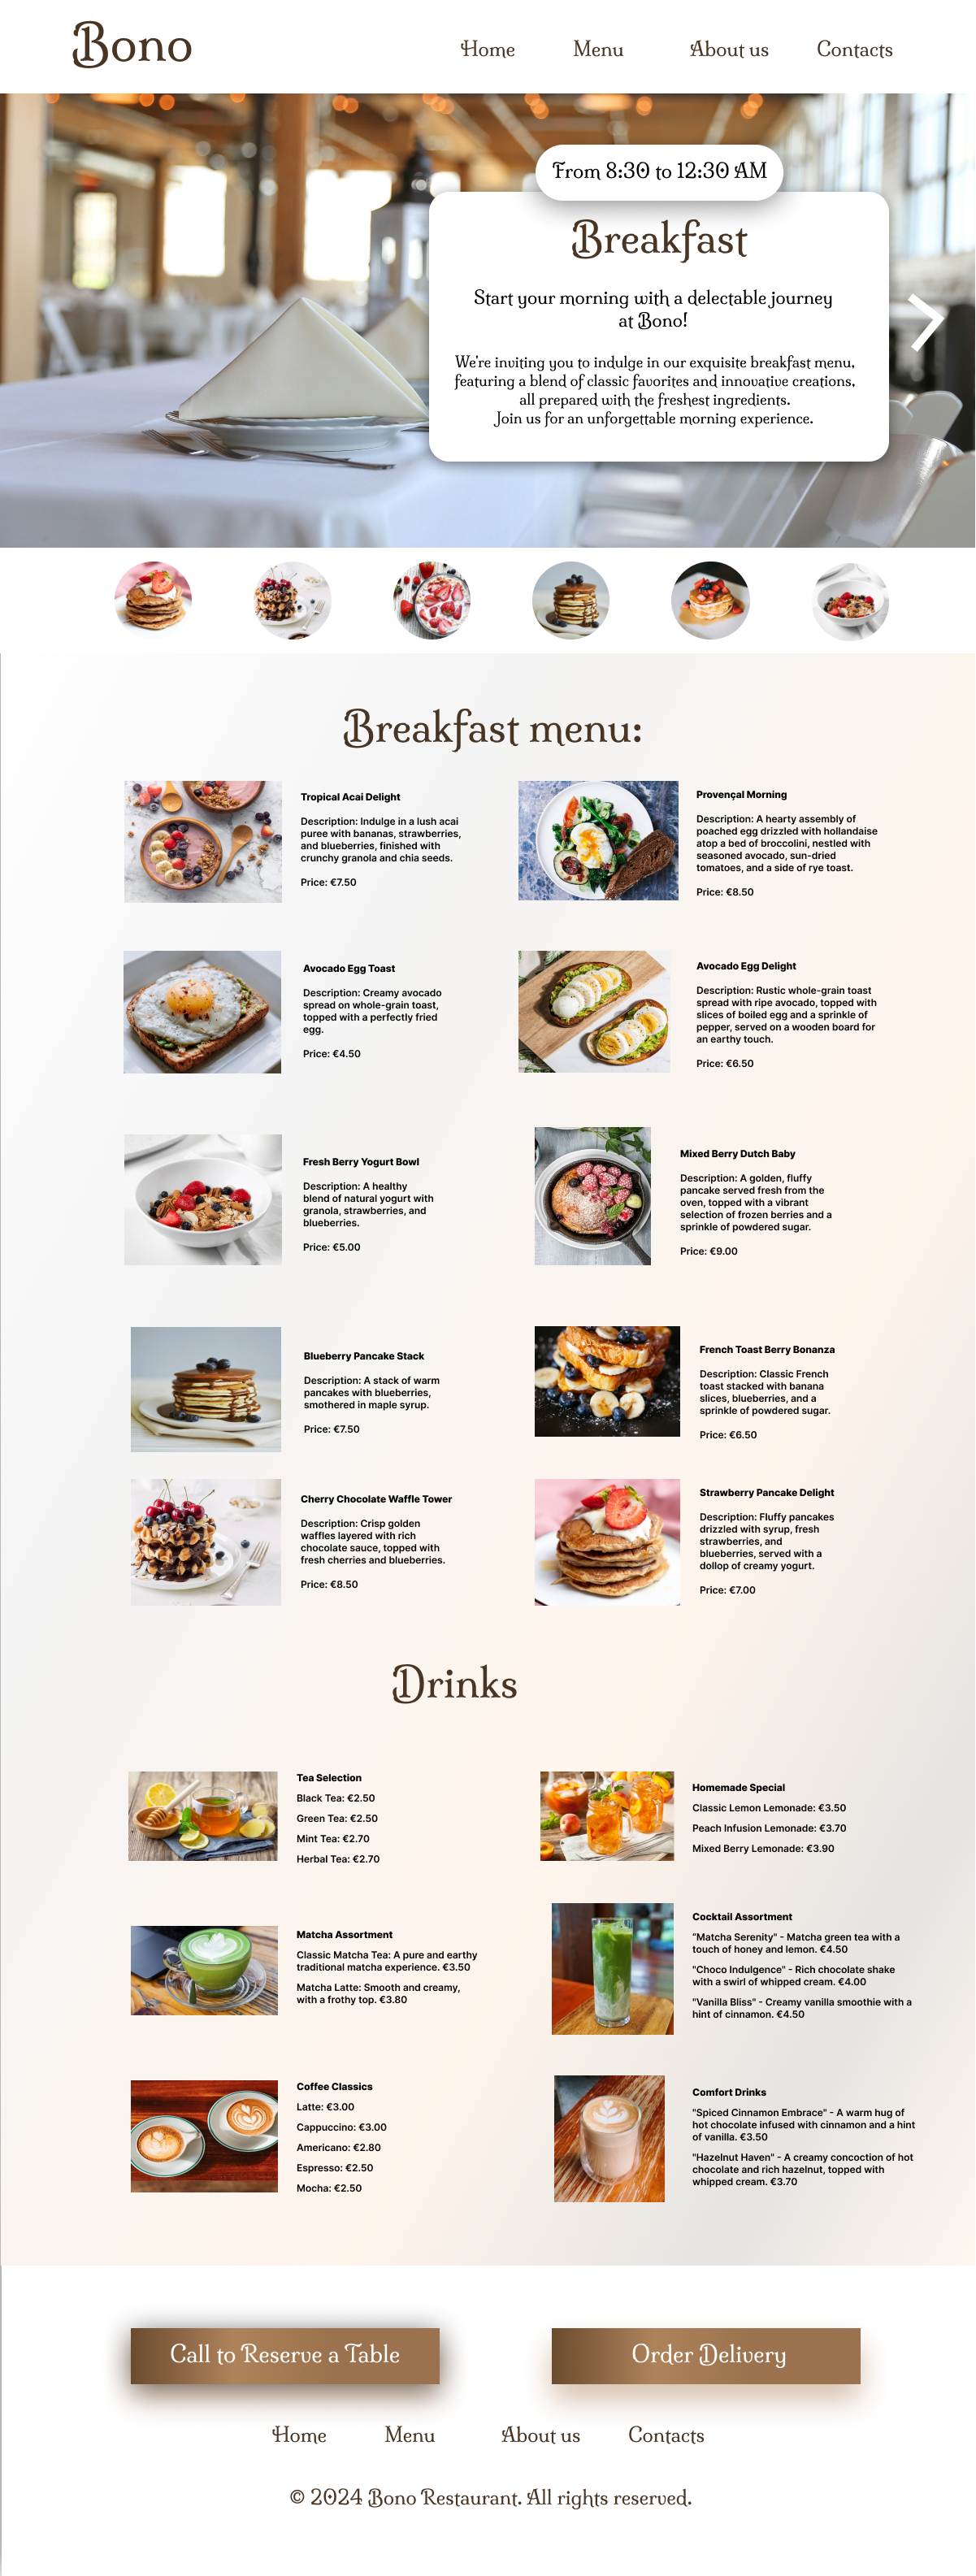 Bono
Home Menu About us Contacts
From 8:30 to 12:30 AM
Breakfast
Start your morning with a delectable journey
at Bono!
We're inviting you to indulge in our exquisite breakfast menu,
featuring a blend of classic favorites and innovative creations,
all prepared with the freshest ingredients.
Join us for an unforgettable morning experience.
Breakfast menu:
Tropical Acai Delight
Description: Indulge in a lush acai
puree with bananas, strawberries,
and blueberries, finished with
crunchy granola and chia seeds.
Price: €7.50
Provençal Morning
Description: A hearty assembly of
poached egg drizzled with hollandaise
atop a bed of broccolini, nestled with
seasoned avocado, sun-dried
tomatoes, and a side of rye toast.
Price: €8.50
Avocado Egg Toast
Description: Creamy avocado
spread on whole-grain toast,
topped with a perfectly fried
egg.
Price: €4.50
Avocado Egg Delight
Description: Rustic whole-grain toast
spread with ripe avocado, topped with
slices of boiled egg and a sprinkle of
pepper, served on a wooden board for
an earthy touch.
Price: €6.50
Fresh Berry Yogurt Bowl
Description: A healthy
blend of natural yogurt with
granola, strawberries, and
blueberries.
Price: €5.00
Mixed Berry Dutch Baby
Description: A golden, fluffy
pancake served fresh from the
oven, topped with a vibrant
selection of frozen berries and a
sprinkle of powdered sugar.
Price: €9.00
Blueberry Pancake Stack
Description: A stack of warm
pancakes with blueberries,
smothered in maple syrup.
Price: €7.50
French Toast Berry Bonanza
Description: Classic French
toast stacked with banana
slices, blueberries, and a
sprinkle of powdered sugar.
Price: €6.50
Cherry Chocolate Waffle Tower
Description: Crisp golden
waffles layered with rich
chocolate sauce, topped with
fresh cherries and blueberries.
Price: €8.50
Strawberry Pancake Delight
Description: Fluffy pancakes
drizzled with syrup, fresh
strawberries, and
blueberries, served with a
dollop of creamy yogurt.
Price: €7.00
Drinks
Tea Selection
Black Tea: €2.50
Green Tea: €2.50
Mint Tea: €2.70
Herbal Tea: €2.70
Homemade Special
Classic Lemon Lemonade: €3.50
Peach Infusion Lemonade: €3.70
Mixed Berry Lemonade: €3.90
Matcha Assortment
Classic Matcha Tea: A pure and earthy
traditional matcha experience. €3.50
Matcha Latte: Smooth and creamy,
with a frothy top. €3.80
Cocktail Assortment
"Matcha Serenity" - Matcha green tea with a
touch of honey and lemon. €4.50
"Choco Indulgence" - Rich chocolate shake
with a swirl of whipped cream. €4.00
"Vanilla Bliss" - Creamy vanilla smoothie with a
hint of cinnamon. €4.50
Coffee Classics
Latte: €3.00
Cappuccino: €3.00
Americano: €2.80
Espresso: €2.50
Mocha: €2.50
Comfort Drinks
"Spiced Cinnamon Embrace" - A warm hug of
hot chocolate infused with cinnamon and a hint
of vanilla. €3.50
"Hazelnut Haven" - A creamy concoction of hot
chocolate and rich hazelnut, topped with
whipped cream. €3.70
Call to Reserve a Table
Order Delivery
Home Menu About us Contacts
© 2024 Bono Restaurant. All rights reserved.